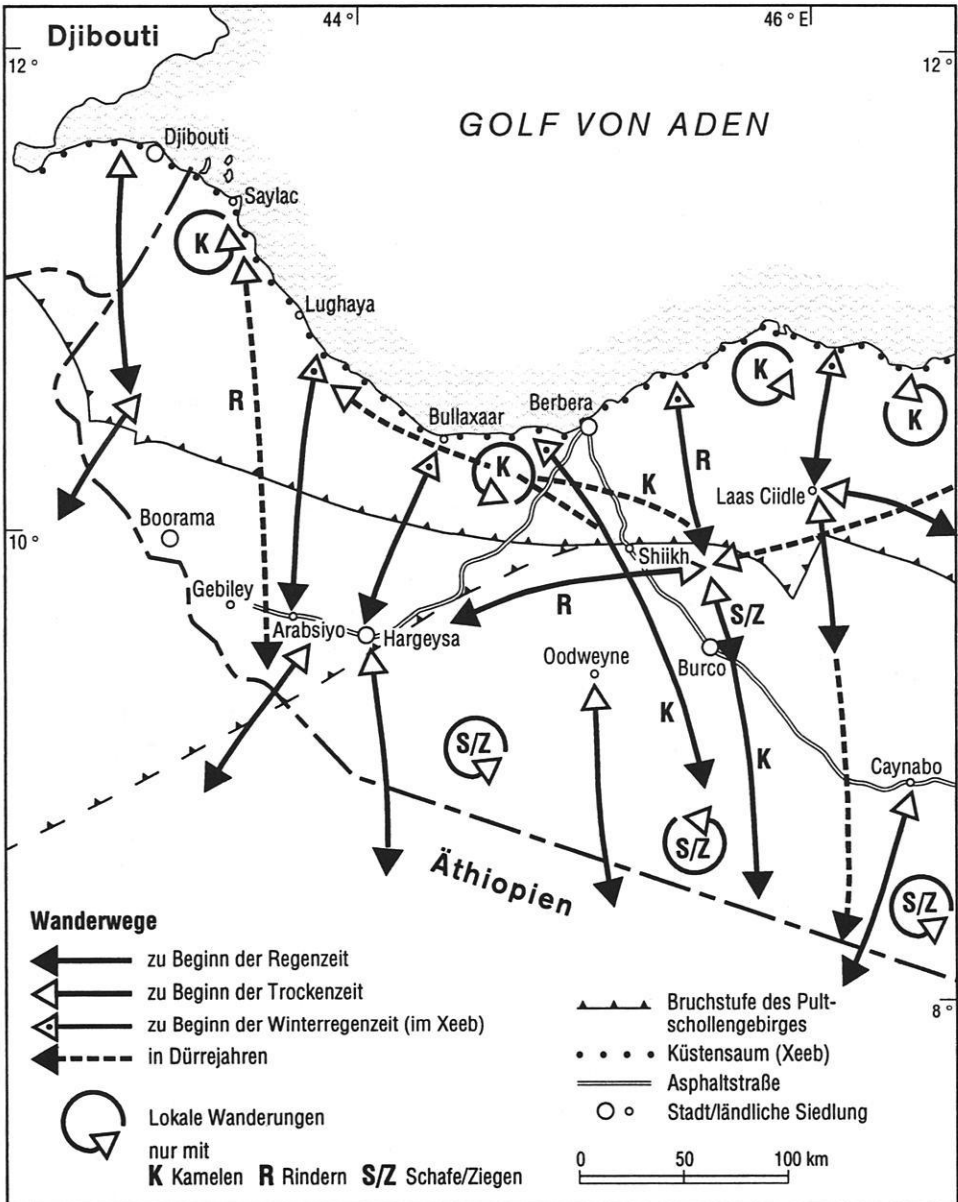 44° 46° E
Djibouti
12° 12°
GOLF VON ADEN
Djibouti
Saylac
K
Lughaya
K
R
Bullaxaar
Berbera
K
K
K
R
Laas Ciidle
10°
Boorama
Shiikh
Gebiley
R
S/Z
Arabsiyo
Hargeysa
Oodweyne
Burco
K
S/Z
K
Caynabo
S/Z
Äthiopien
S/Z
Wanderwege
zu Beginn der Regenzeit
zu Beginn der Trockenzeit
zu Beginn der Winterregenzeit (im Xeeb)
in Dürrejahren
Lokale Wanderungen
nur mit
K Kamelen R Rindern S/Z Schafe/Ziegen
8°
Bruchstufe des Pult-
schollengebirges
Küstensaum (Xeeb)
Asphaltstraße
Stadt/ländliche Siedlung
0 50 100 km